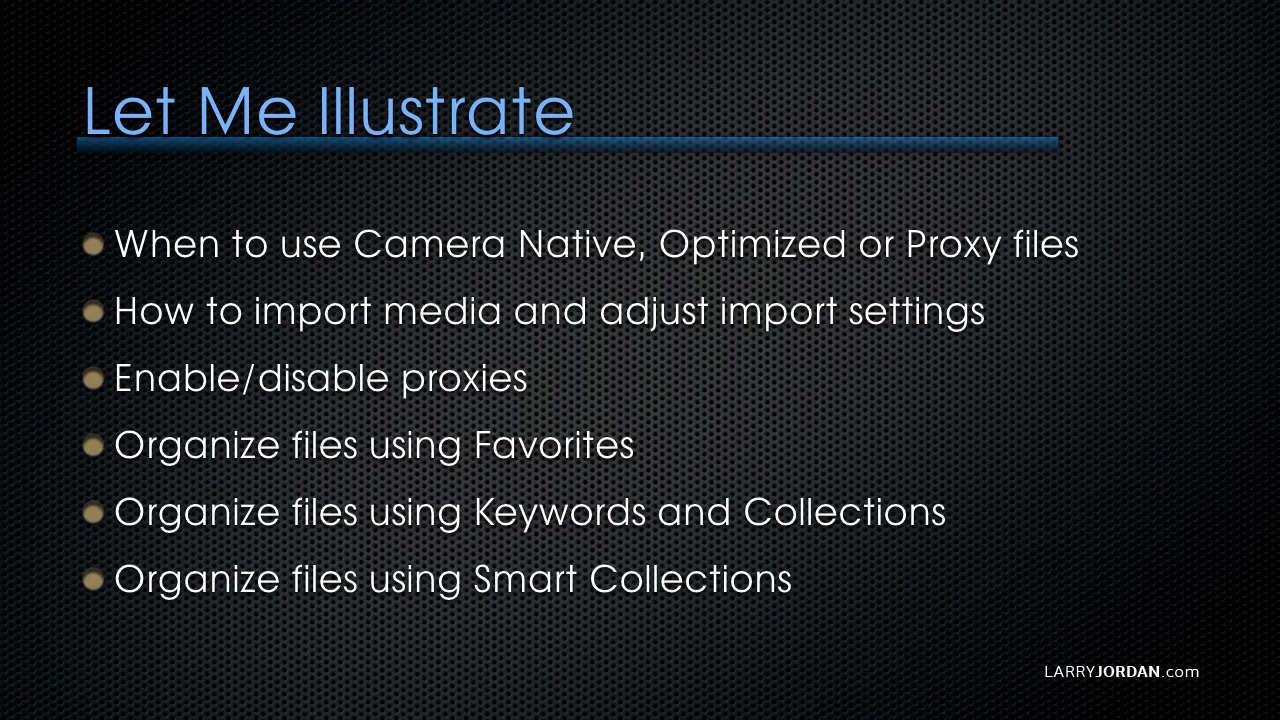 Let Me Illustrate
When to use Camera Native, Optimized or Proxy files
How to import media and adjust import settings
Enable/disable proxies
Organize files using Favorites
Organize files using Keywords and Collections
Organize files using Smart Collections
LARRYJORDAN.com